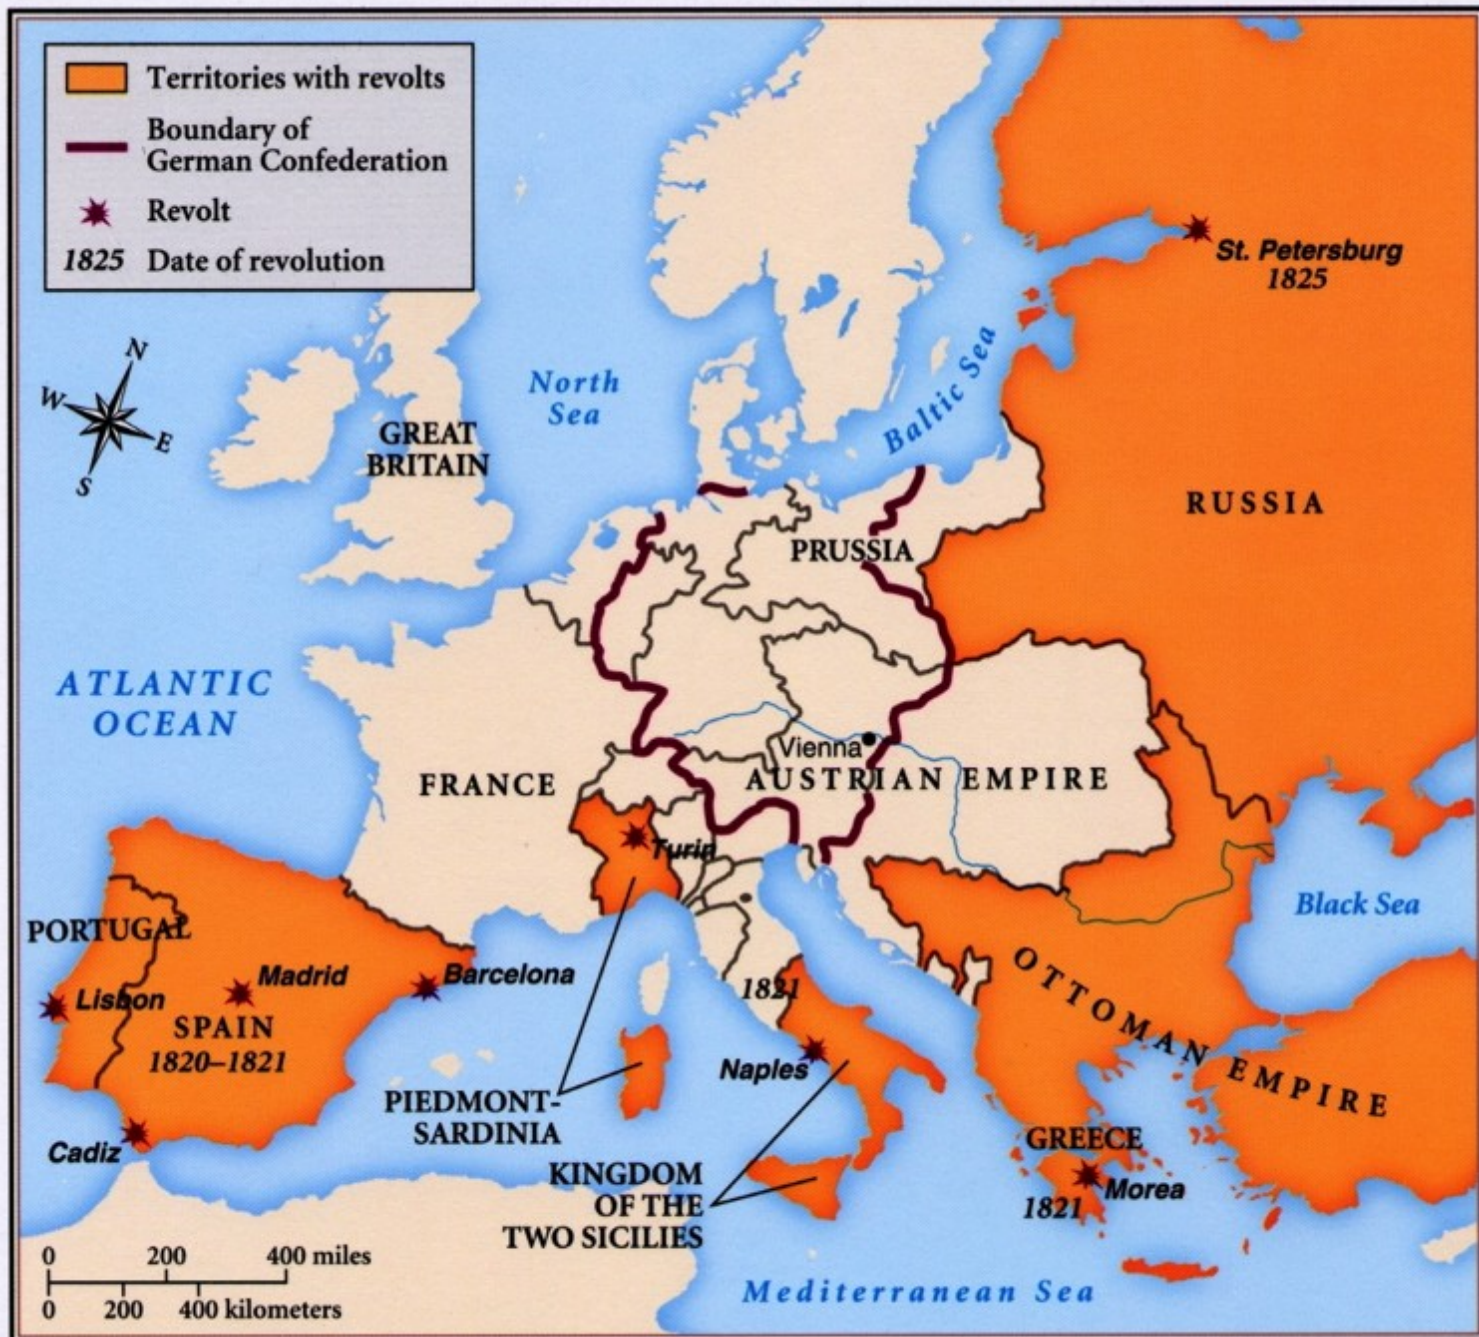 Territories with revolts
Boundary of
German Confederation
Revolt
1825 Date of revolution
N
W
E
S
St. Petersburg
1825
North
Sea
Baltic Sea
GREAT
BRITAIN
RUSSIA
PRUSSIA
ATLANTIC
OCEAN
Vienna
FRANCE
AUSTRIAN EMPIRE
Turin
Black Sea
PORTUGAL
Madrid
Barcelona
Lisbon
SPAIN
1820–1821
1821
OTTOMAN EMPIRE
Naples
PIEDMONT-
SARDINIA
Cadiz
GREECE
Morea
1821
KINGDOM
OF THE
TWO SICILIES
0 200 400 miles
0 200 400 kilometers
Mediterranean Sea